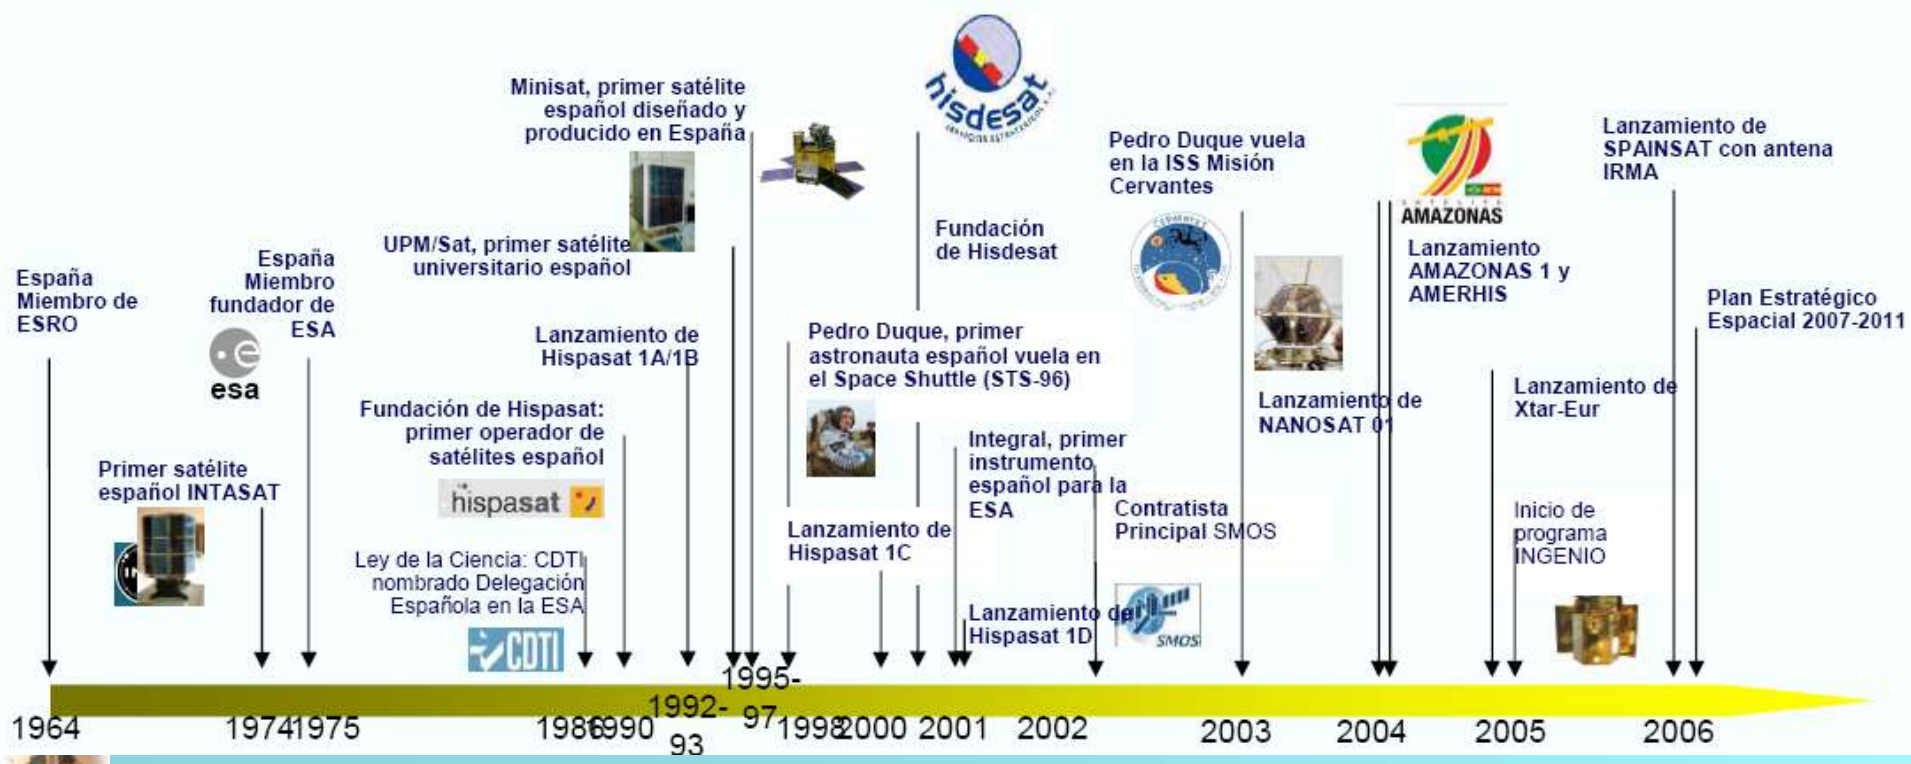 Minisat, primer satélite
español diseñado y
producido en España
hisdesat
Pedro Duque vuela
en la ISS Misión
Cervantes
AMAZONAS
Lanzamiento de
SPAINSAT con antena
IRMA
España
Miembro de
ESRO
España
Miembro
fundador de
ESA
esa
UPM/Sat, primer satélite
universitario español
Fundación
de Hisdesat
Lanzamiento
AMAZONAS 1 y
AMERHIS
Plan Estratégico
Espacial 2007-2011
Lanzamiento de
Hispasat 1A/1B
Pedro Duque, primer
astronauta español vuela en
el Space Shuttle (STS-96)
Lanzamiento de
NANOSAT 01
Lanzamiento de
Xtar-Eur
Primer satélite
español INTASAT
Fundación de Hispasat:
primer operador de
satélites español
hispasat
Integral, primer
instrumento
español para la
ESA
Contratista
Principal SMOS
SMOS
Inicio de
programa
INGENIO
Ley de la Ciencia: CDTI
nombrado Delegación
Española en la ESA
CDTI
Lanzamiento de
Hispasat 1C
Lanzamiento de
Hispasat 1D
1964
1974
1975
1986
1990
1992-
93
1995-
97
1998
2000
2001
2002
2003
2004
2005
2006